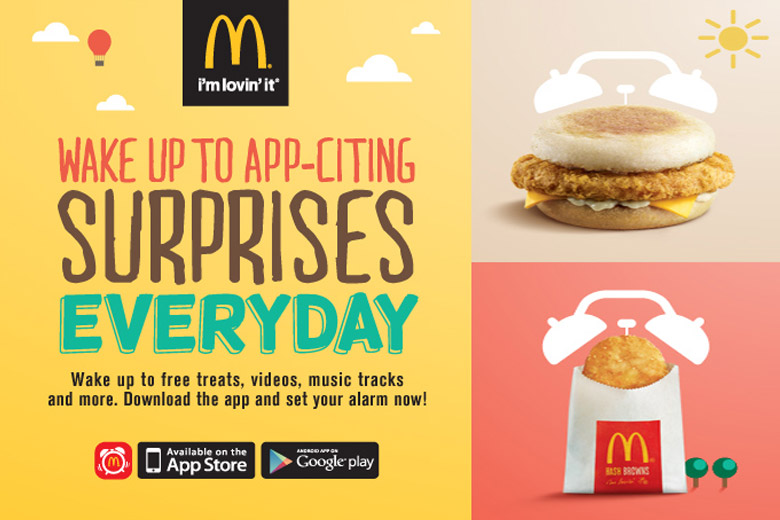 i'm lovin' it®
WAKE UP TO APP-CITING
SURPRISES
EVERYDAY
Wake up to free treats, videos, music tracks
and more. Download the app and set your alarm now!
Available on the
App Store
ANDROID APP ON
Google play
HASH BROWNS